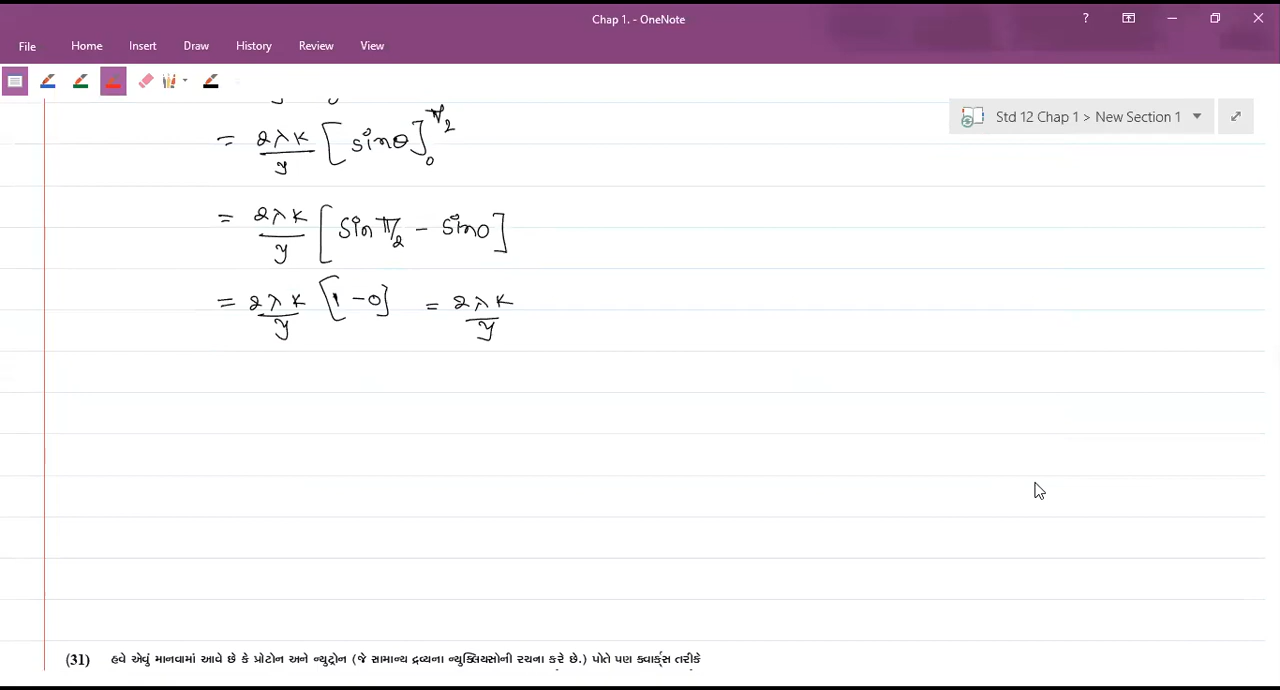 Chap 1. - OneNote
?
File Home Insert Draw History Review View
Std 12 Chap 1 > New Section 1
= 2λK/y [sinθ]₀^π/2
= 2λK/y [sin π/2 - sin0]
= 2λK/y [1 - 0] = 2λK/y
(31) હવે એવું માનવામાં આવે છે કે પ્રોટોન અને ન્યુટ્રોન (જે સામાન્ય દ્રવ્યના ન્યુક્લિયસોની રચના કરે છે.) પોતે પણ ક્વાર્ક્સ તરીકે